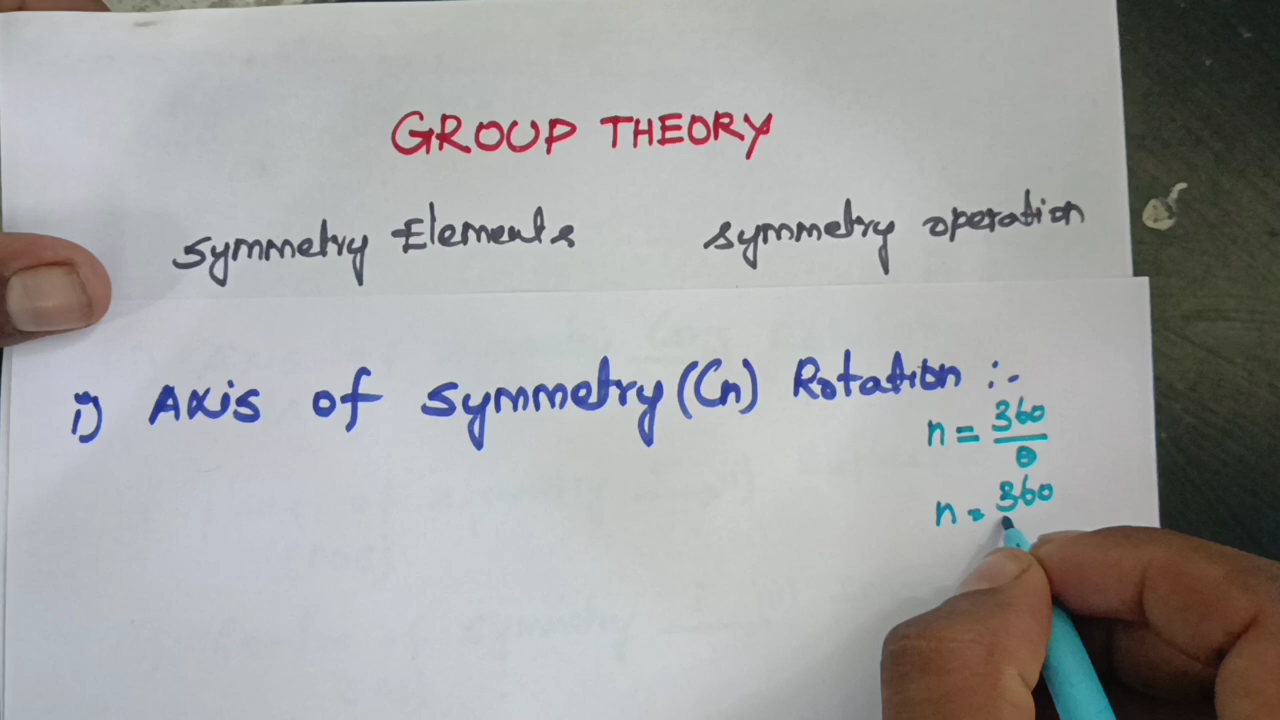 GROUP THEORY
Symmetry Elements symmetry operation
i) Axis of symmetry (Cn) Rotation :-
n = 360/θ
n = 360